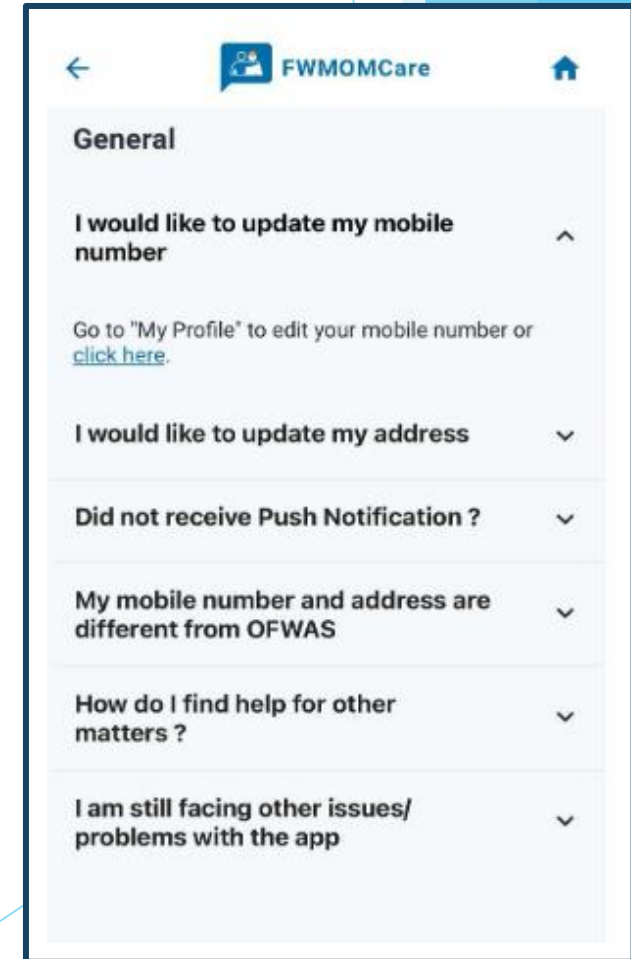 FWMOMCare
General
I would like to update my mobile
number
Go to "My Profile" to edit your mobile number or
click here.
I would like to update my address
Did not receive Push Notification ?
My mobile number and address are
different from OFWAS
How do I find help for other
matters ?
I am still facing other issues/
problems with the app